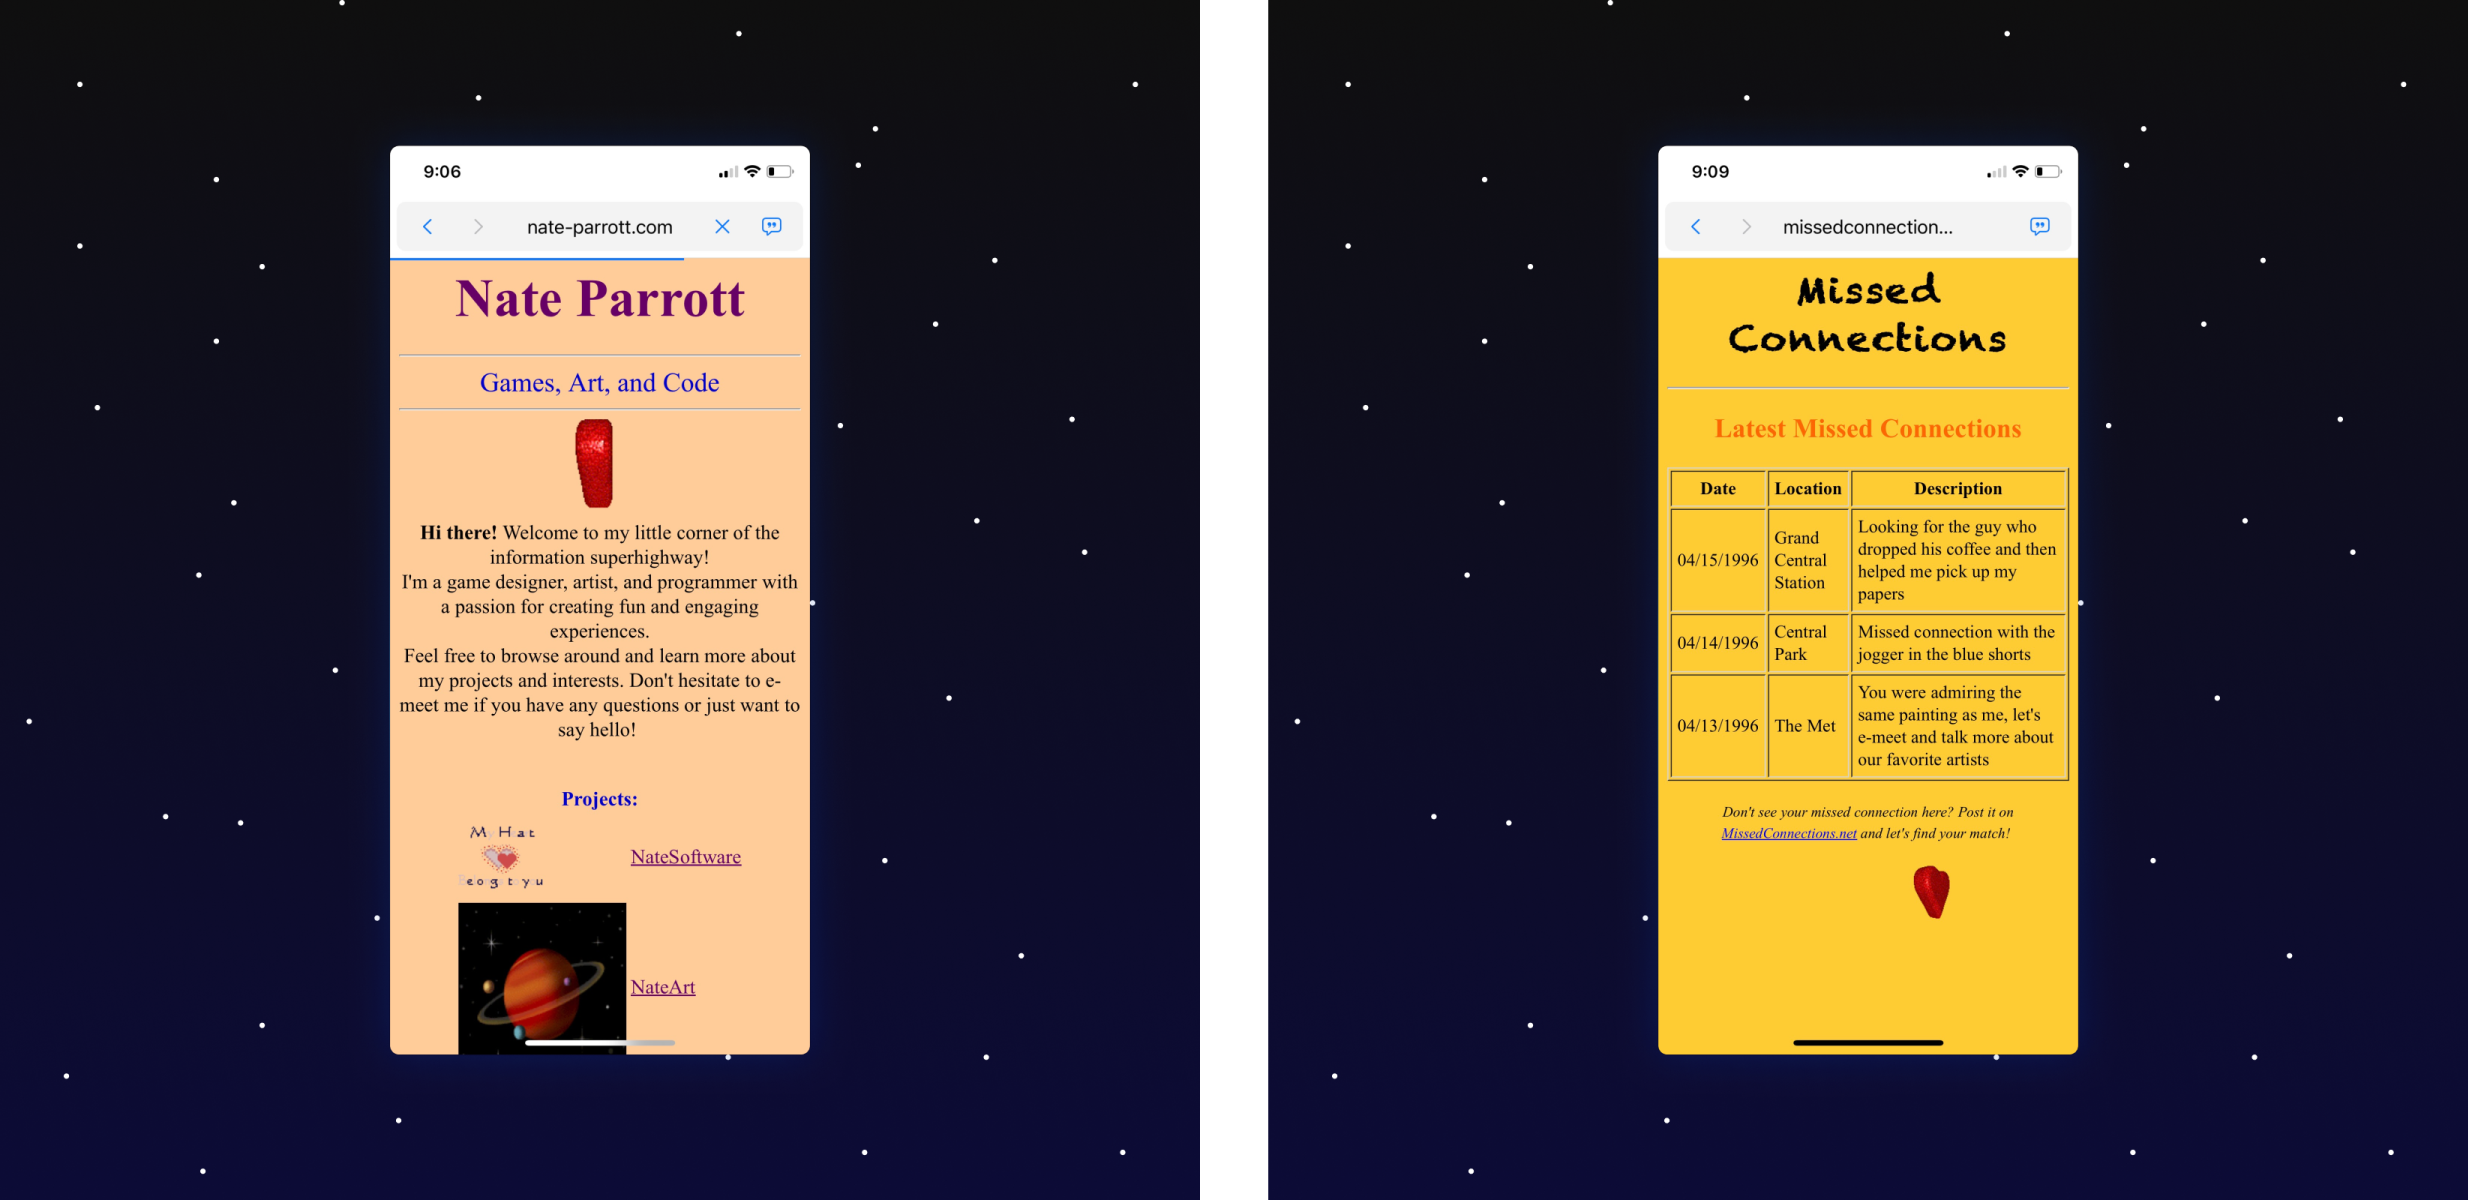 9:06
nate-parrott.com
Nate Parrott
Games, Art, and Code
Hi there! Welcome to my little corner of the
information superhighway!
I'm a game designer, artist, and programmer with
a passion for creating fun and engaging
experiences.
Feel free to browse around and learn more about
my projects and interests. Don't hesitate to e-
meet me if you have any questions or just want to
say hello!
Projects:
M Hat
eog t yu
NateSoftware
NateArt
9:09
missedconnection...
Missed
Connections
Latest Missed Connections
Date Location Description
04/15/1996
Grand
Central
Station
Looking for the guy who
dropped his coffee and then
helped me pick up my
papers
04/14/1996
Central
Park
Missed connection with the
jogger in the blue shorts
04/13/1996
The Met
You were admiring the
same painting as me, let's
e-meet and talk more about
our favorite artists
Don't see your missed connection here? Post it on
MissedConnections.net and let's find your match!